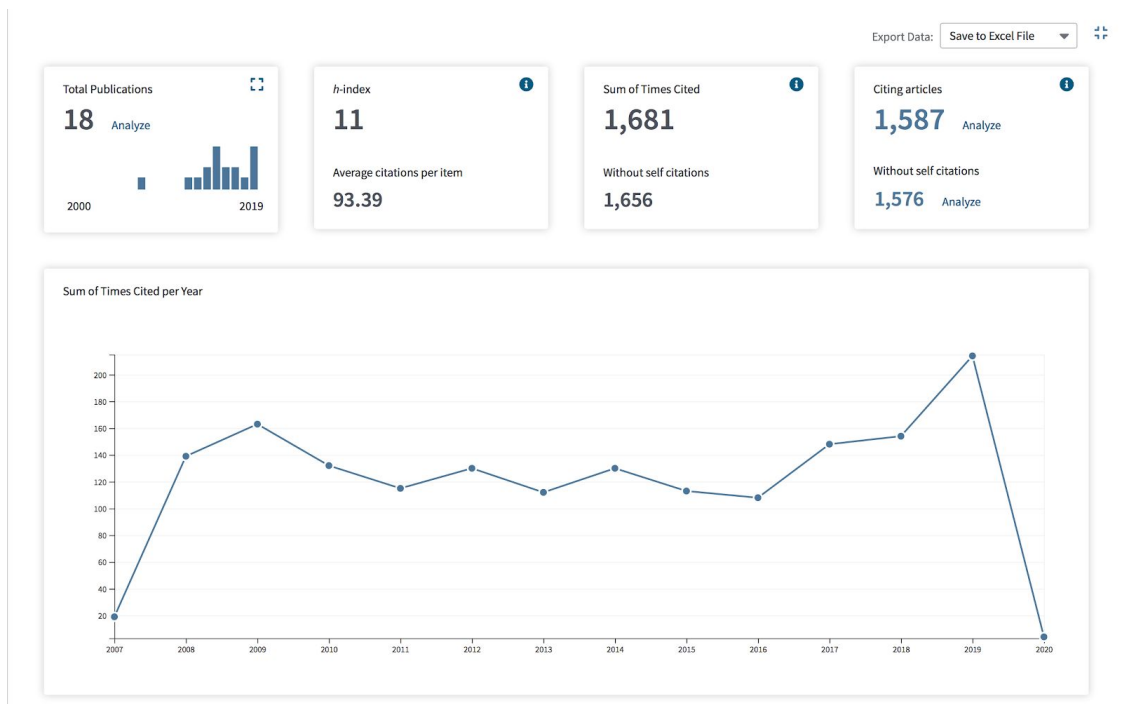 Export Data: Save to Excel File
Total Publications
18 Analyze
2000 2019
h-index
11
Average citations per item
93.39
Sum of Times Cited
1,681
Without self citations
1,656
Citing articles
1,587 Analyze
Without self citations
1,576 Analyze
Sum of Times Cited per Year
200
180
160
140
120
100
80
60
40
20
2007 2008 2009 2010 2011 2012 2013 2014 2015 2016 2017 2018 2019 2020